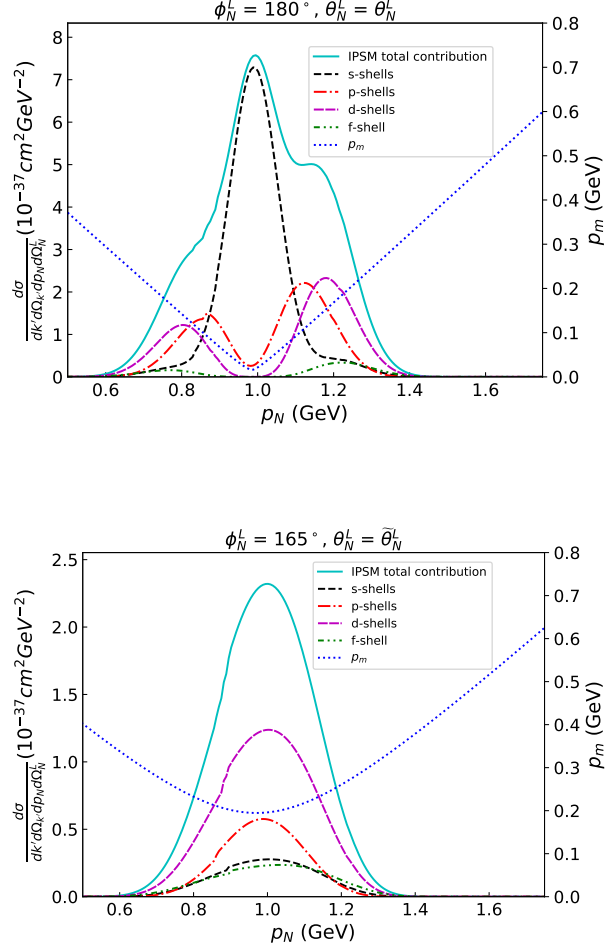 ϕ_N^L = 180°, θ_N^L = θ_N^L
8
7
6
5
4
3
2
1
0
dσ/dk'dΩ_k'dp_NdΩ_N^L (10^−37 cm^2 GeV^−2)
IPSM total contribution
s-shells
p-shells
d-shells
f-shell
p_m
0.8
0.7
0.6
0.5
0.4
0.3
0.2
0.1
0.0
p_m (GeV)
0.6 0.8 1.0 1.2 1.4 1.6
p_N (GeV)
ϕ_N^L = 165°, θ_N^L = θ̃_N^L
2.5
2.0
1.5
1.0
0.5
0.0
dσ/dk'dΩ_k'dp_NdΩ_N^L (10^−37 cm^2 GeV^−2)
IPSM total contribution
s-shells
p-shells
d-shells
f-shell
p_m
0.8
0.7
0.6
0.5
0.4
0.3
0.2
0.1
0.0
p_m (GeV)
0.6 0.8 1.0 1.2 1.4 1.6
p_N (GeV)